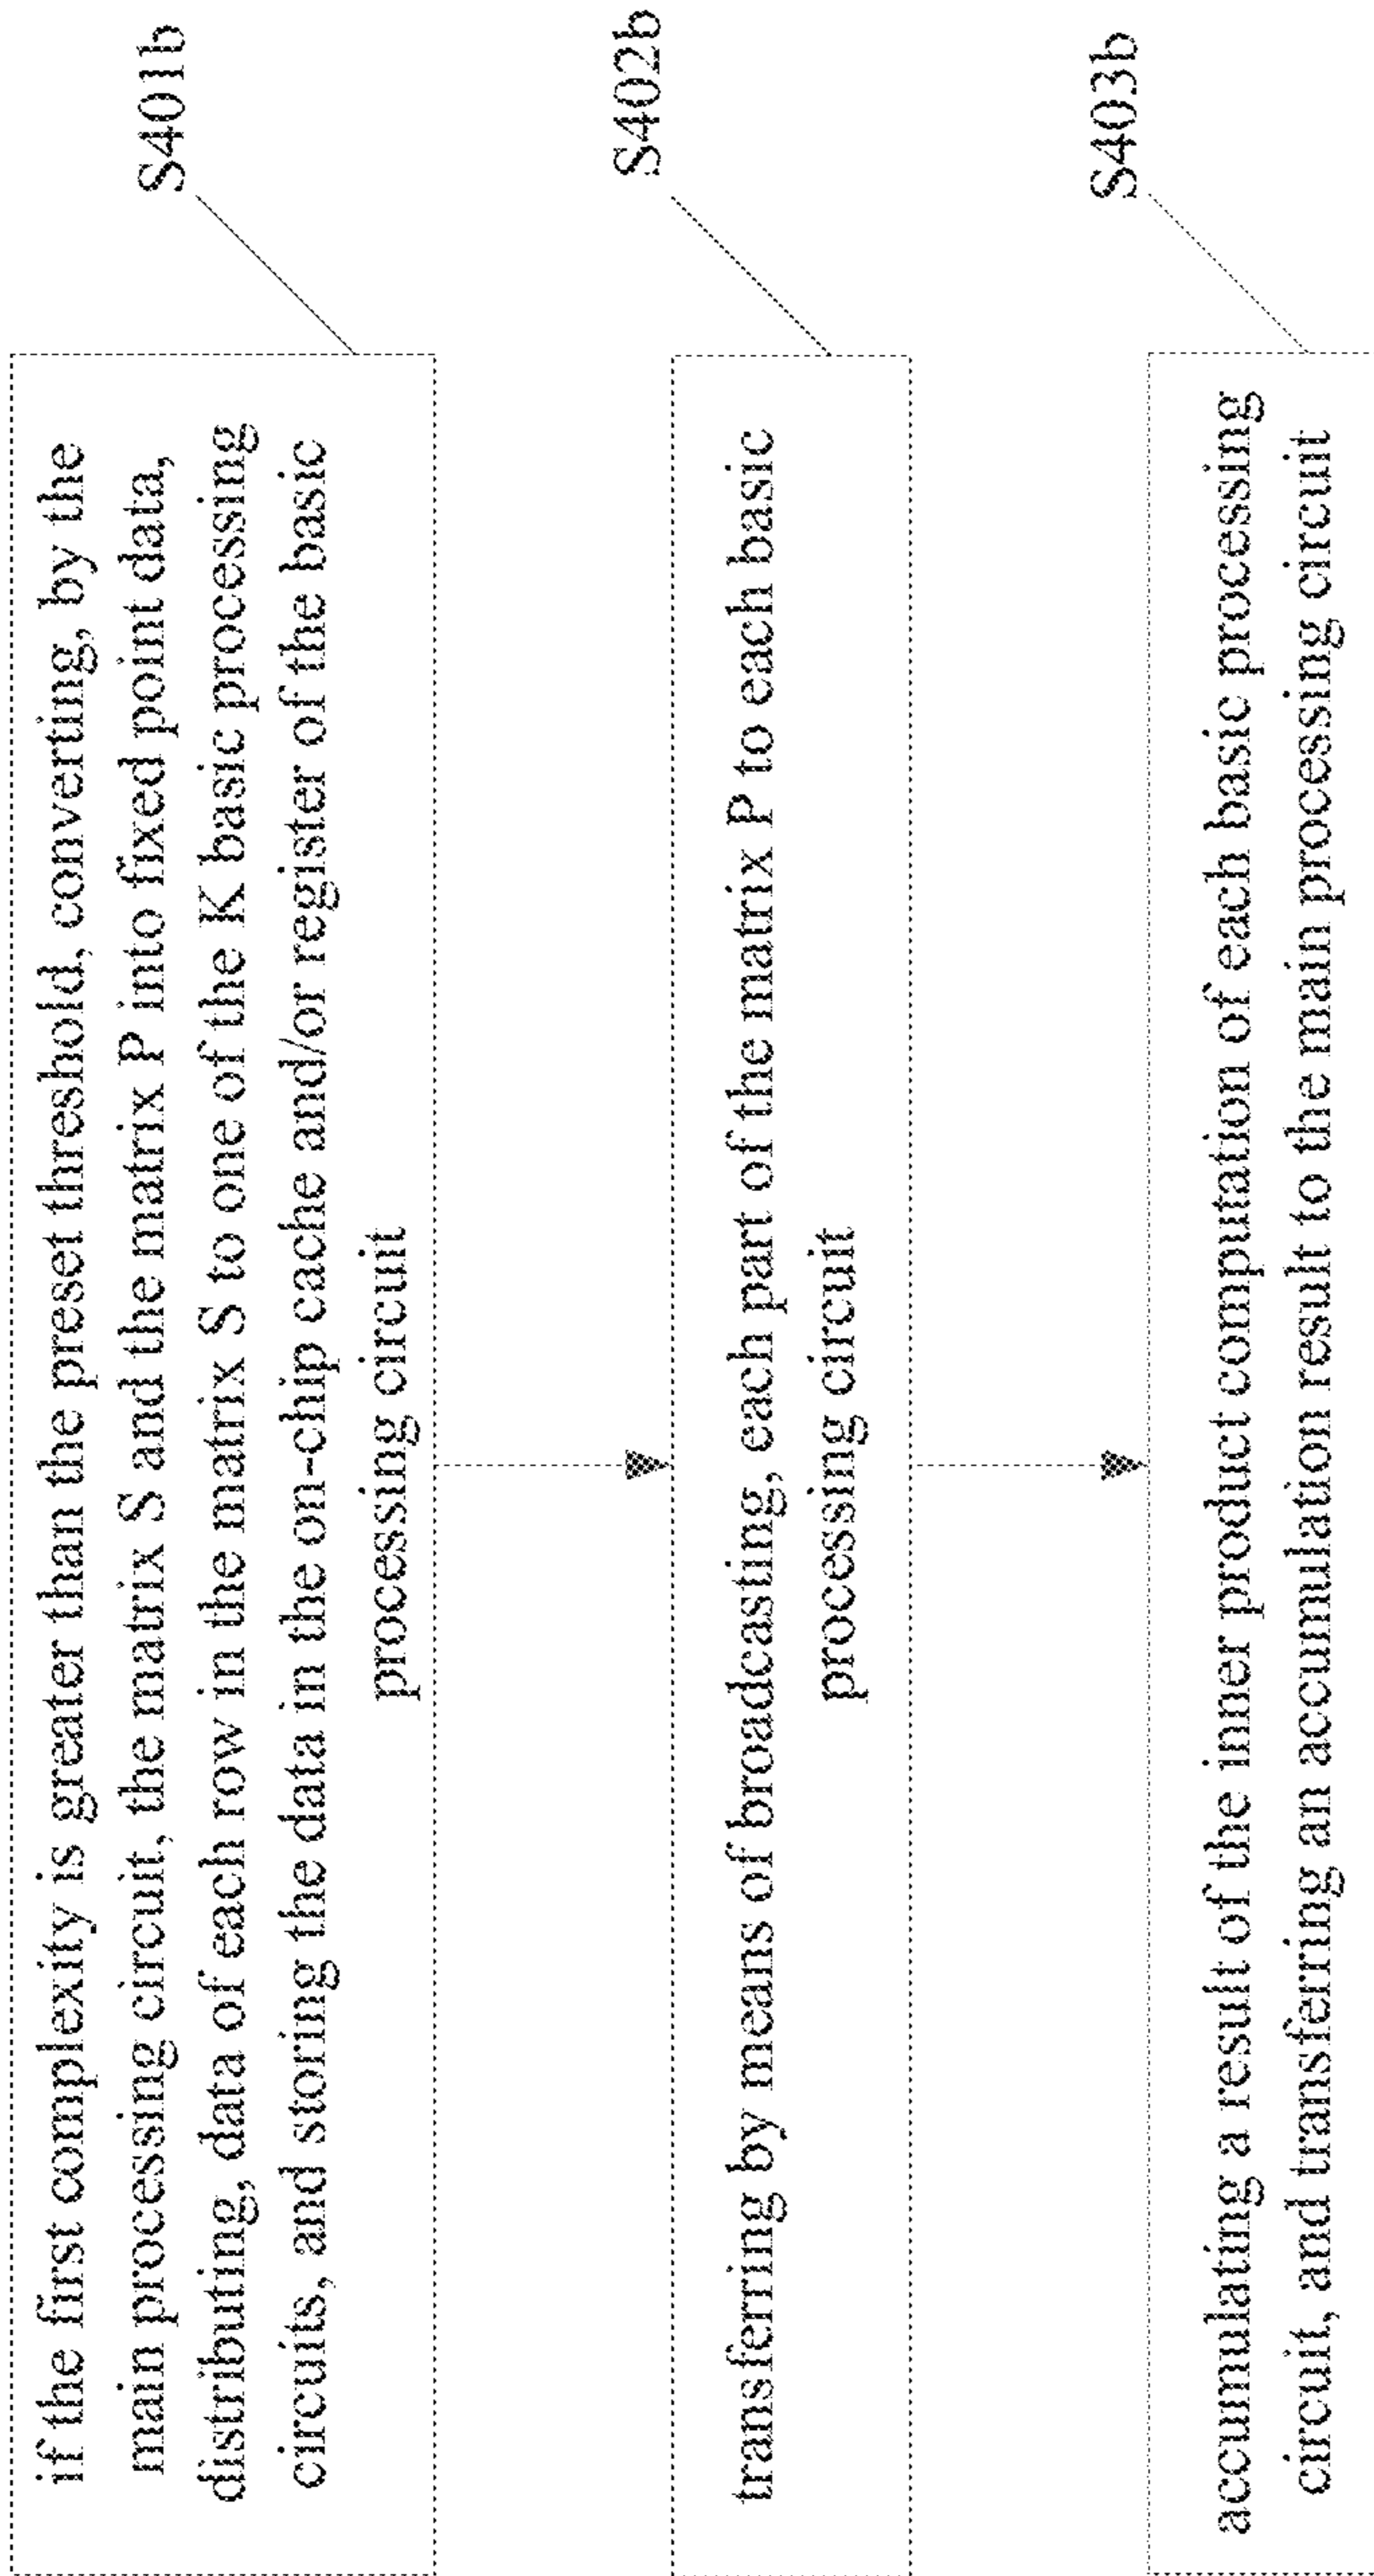 if the first complexity is greater than the preset threshold, converting, by the
main processing circuit, the matrix S and the matrix P into fixed point data,
distributing, data of each row in the matrix S to one of the K basic processing
circuits, and storing the data in the on-chip cache and/or register of the basic
processing circuit
S401b
transferring by means of broadcasting, each part of the matrix P to each basic
processing circuit
S402b
accumulating a result of the inner product computation of each basic processing
circuit, and transferring an accumulation result to the main processing circuit
S403b